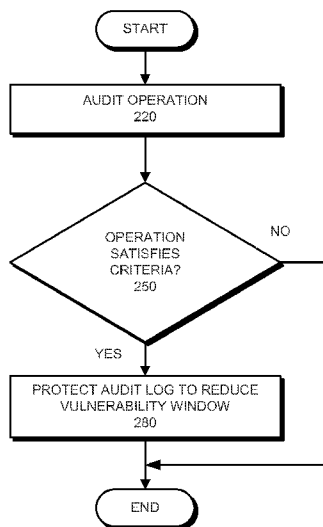 START
AUDIT OPERATION
220
OPERATION
SATISFIES
CRITERIA?
250
NO
YES
PROTECT AUDIT LOG TO REDUCE
VULNERABILITY WINDOW
280
END